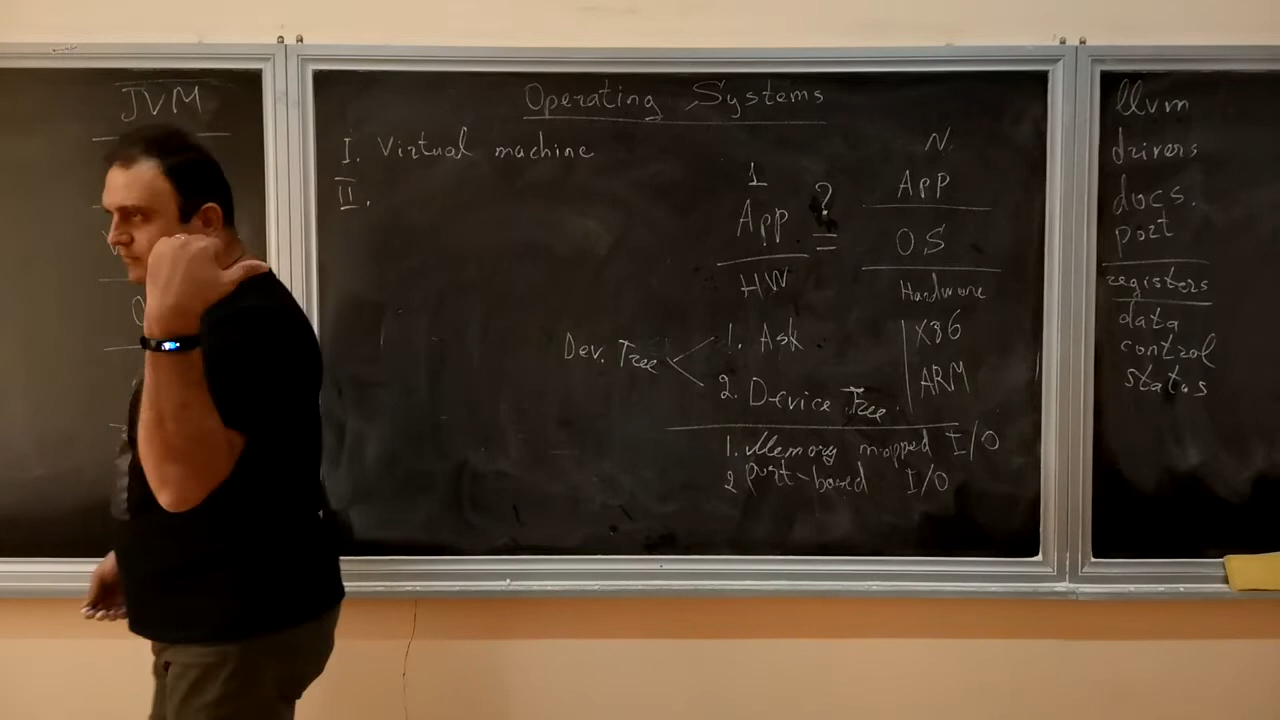 JVM
Operating Systems
I. Virtual machine
II.
1
App
HW
?
=
N.
APP
OS
Hardware
X86
ARM
Dev. Tree
1. Ask
2. Device Tree
1. Memory mapped I/O
2 port-based I/O
llvm
drivers
docs.
port
registers
data
control
status